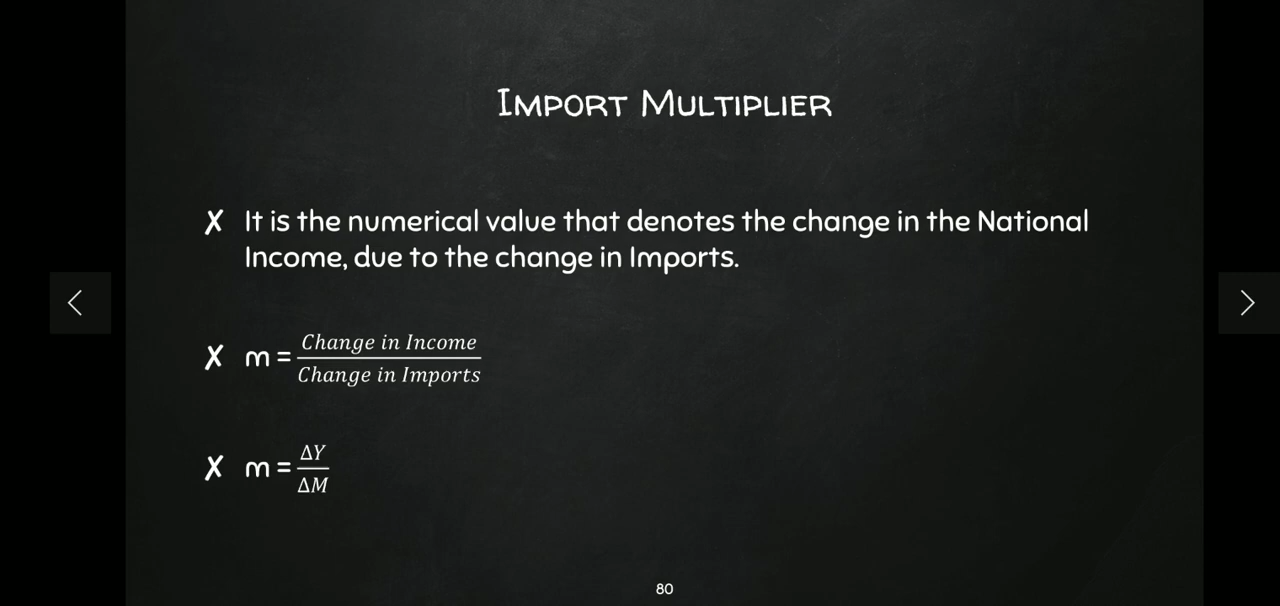 Import Multiplier
✗ It is the numerical value that denotes the change in the National
Income, due to the change in Imports.
✗ m = Change in Income / Change in Imports
✗ m = ΔY / ΔM
80